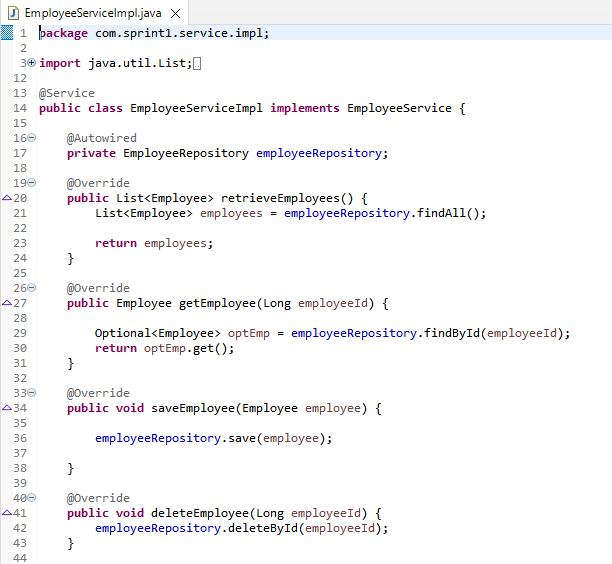 EmployeeServiceImpl.java
1 package com.sprint1.service.impl;
2
3 import java.util.List;
12
13 @Service
14 public class EmployeeServiceImpl implements EmployeeService {
15
16 @Autowired
17 private EmployeeRepository employeeRepository;
18
19 @Override
20 public List<Employee> retrieveEmployees() {
21 List<Employee> employees = employeeRepository.findAll();
22
23 return employees;
24 }
25
26 @Override
27 public Employee getEmployee(Long employeeId) {
28
29 Optional<Employee> optEmp = employeeRepository.findById(employeeId);
30 return optEmp.get();
31 }
32
33 @Override
34 public void saveEmployee(Employee employee) {
35
36 employeeRepository.save(employee);
37
38 }
39
40 @Override
41 public void deleteEmployee(Long employeeId) {
42 employeeRepository.deleteById(employeeId);
43 }
44